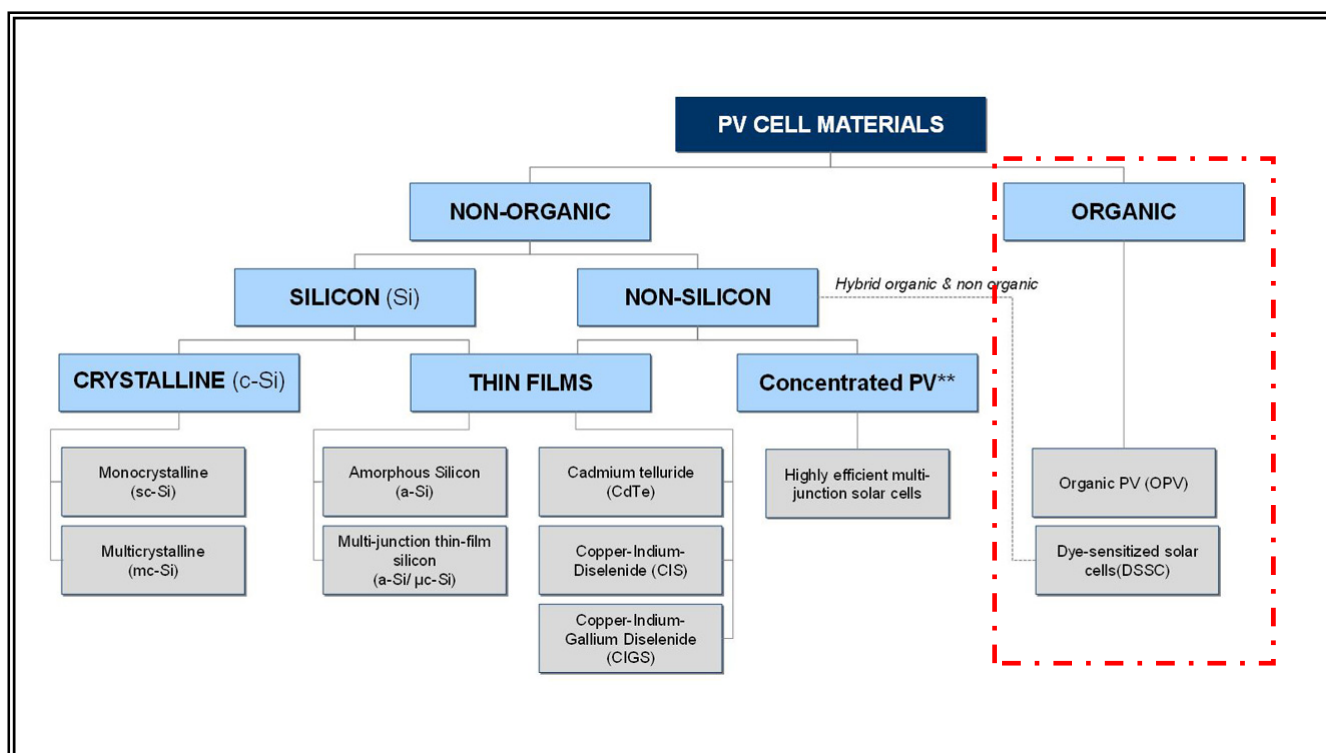 PV CELL MATERIALS
NON-ORGANIC
ORGANIC
SILICON (Si)
NON-SILICON
Hybrid organic & non organic
CRYSTALLINE (c-Si)
THIN FILMS
Concentrated PV**
Monocrystalline
(sc-Si)
Multicrystalline
(mc-Si)
Amorphous Silicon
(a-Si)
Multi-junction thin-film
silicon
(a-Si/ µc-Si)
Cadmium telluride
(CdTe)
Copper-Indium-
Diselenide (CIS)
Copper-Indium-
Gallium Diselenide
(CIGS)
Highly efficient multi-
junction solar cells
Organic PV (OPV)
Dye-sensitized solar
cells(DSSC)